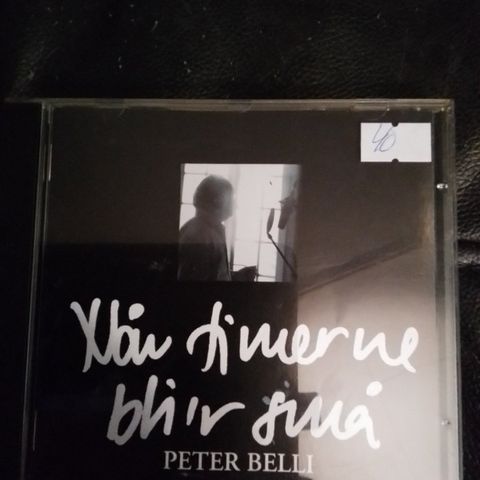 40
Når timerne
bli'r små
PETER BELLI